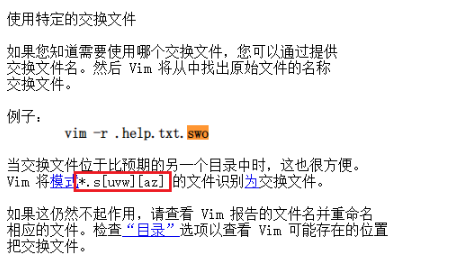 使用特定的交换文件
如果您知道需要使用哪个交换文件，您可以通过提供
交换文件名。然后 Vim 将从中找出原始文件的名称
交换文件。
例子：
vim -r .help.txt.swo
当交换文件位于比预期的另一个目录中时，这也很方便。
Vim 将模式*.s[uvw][az] 的文件识别为交换文件。
如果这仍然不起作用，请查看 Vim 报告的文件名并重命名
相应的文件。检查“目录”选项以查看 Vim 可能存在的位置
把交换文件。